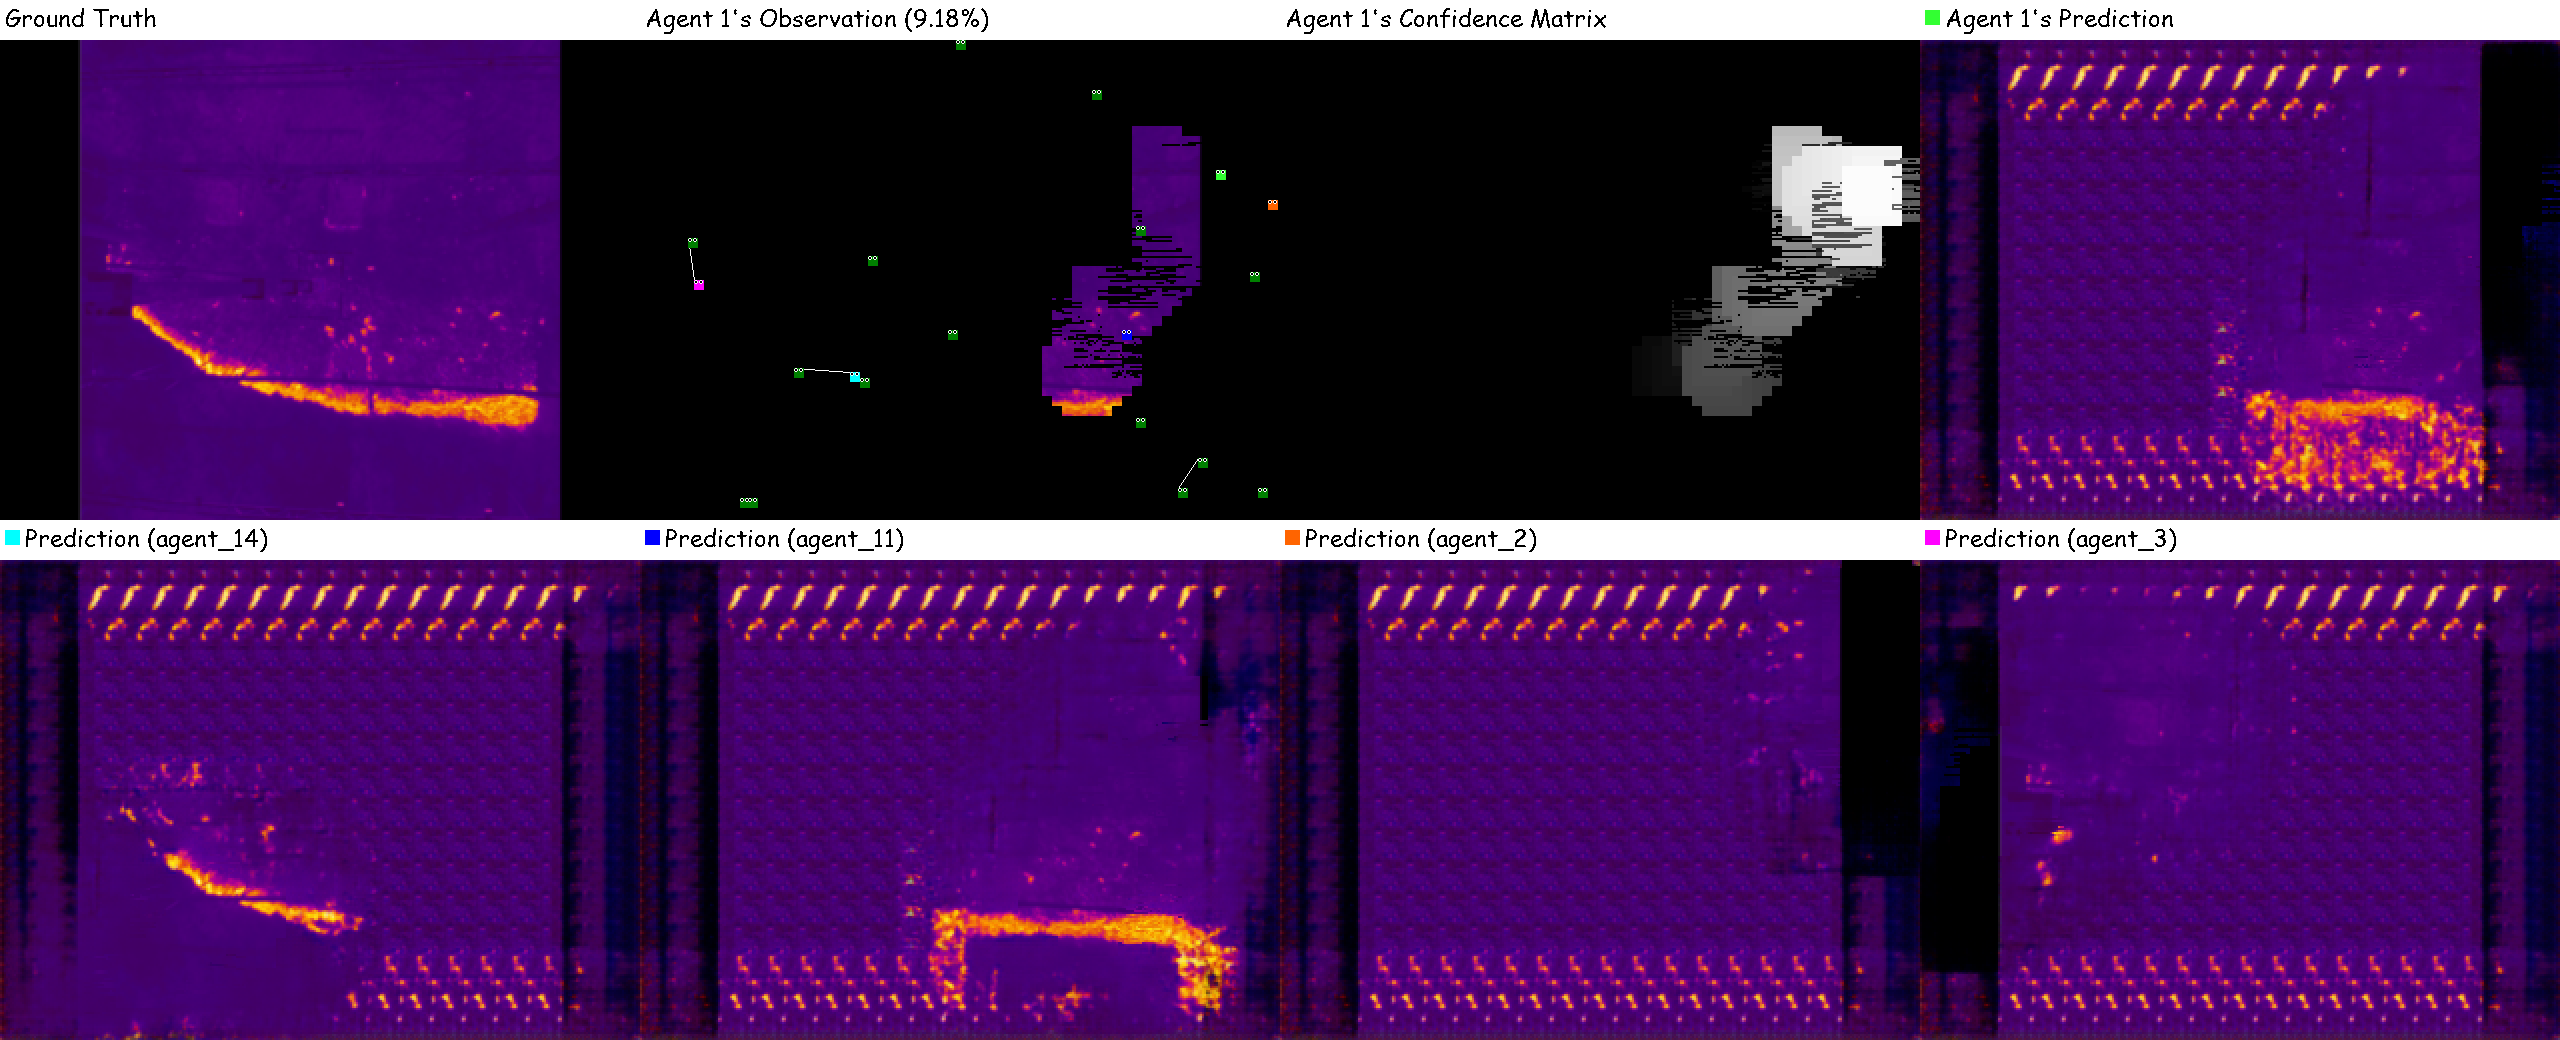 Ground Truth
Agent 1's Observation (9.18%)
Agent 1's Confidence Matrix
Agent 1's Prediction
Prediction (agent_14)
Prediction (agent_11)
Prediction (agent_2)
Prediction (agent_3)